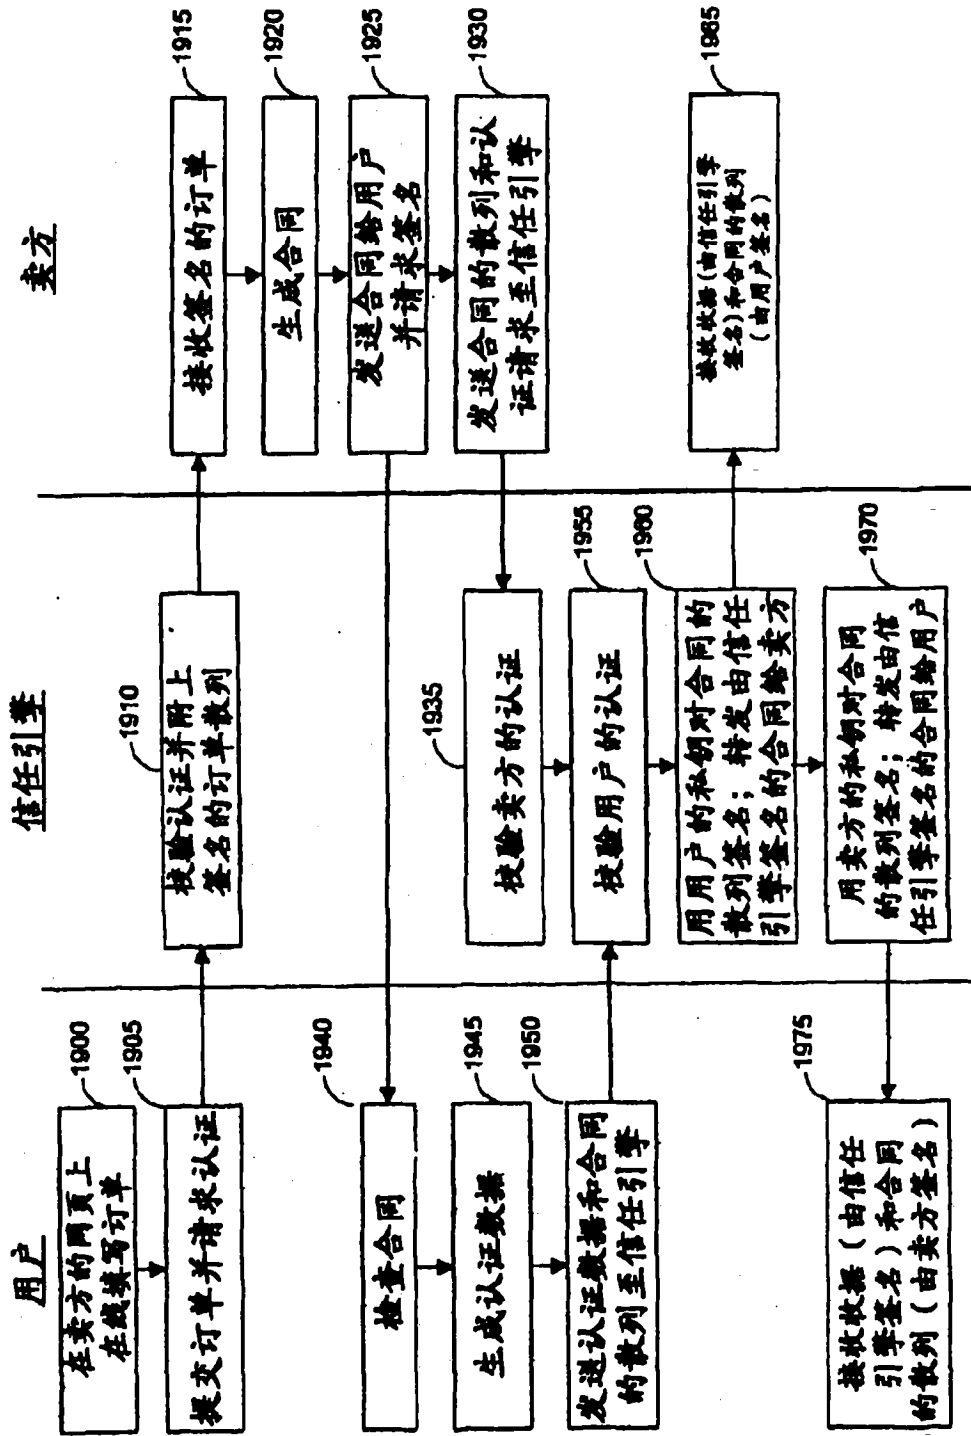 用户
信任引擎
卖方
1900
在卖方的网页上
在线填写订单
1905
提交订单并请求认证
1910
校验认证并附上
签名的订单散列
1915
接收签名的订单
1920
生成合同
1925
发送合同给用户
并请求签名
1930
发送合同的散列和认
证请求至信任引擎
1935
校验卖方的认证
1940
检查合同
1945
生成认证数据
1950
发送认证数据和合同
的散列至信任引擎
1955
校验用户的认证
1960
用用户的私钥对合同的
散列签名；转发由信任
引擎签名的合同给卖方
1965
接收收据(由信任引擎
签名)和合同的散列
(由用户签名)
1970
用卖方的私钥对合同
的散列签名；转发由信
任引擎签名的合同给用户
1975
接收收据(由信任
引擎签名)和合同
的散列(由卖方签名)